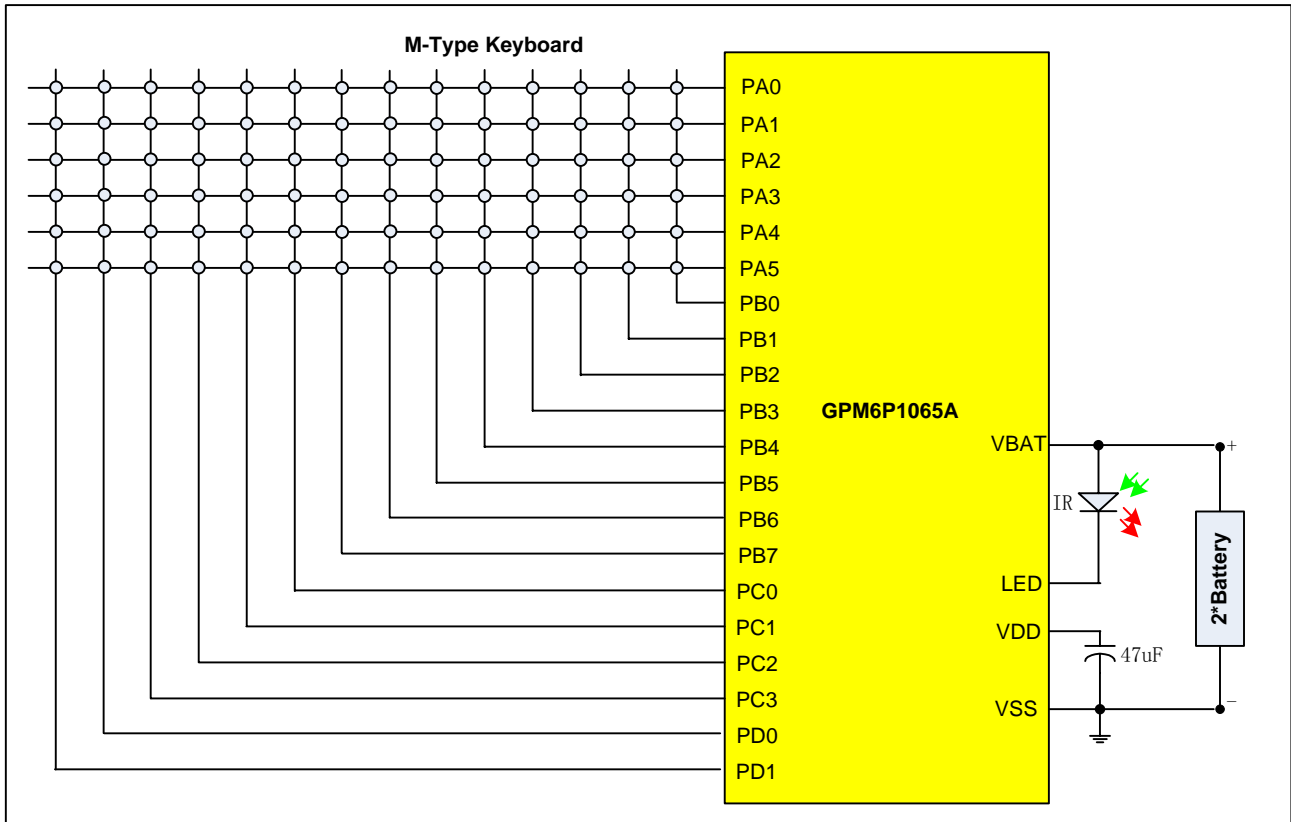 M-Type Keyboard
PA0
PA1
PA2
PA3
PA4
PA5
PB0
PB1
PB2
PB3
PB4
PB5
PB6
PB7
PC0
PC1
PC2
PC3
PD0
PD1
GPM6P1065A
VBAT
LED
VDD
VSS
IR
47uF
+
2*Battery
-